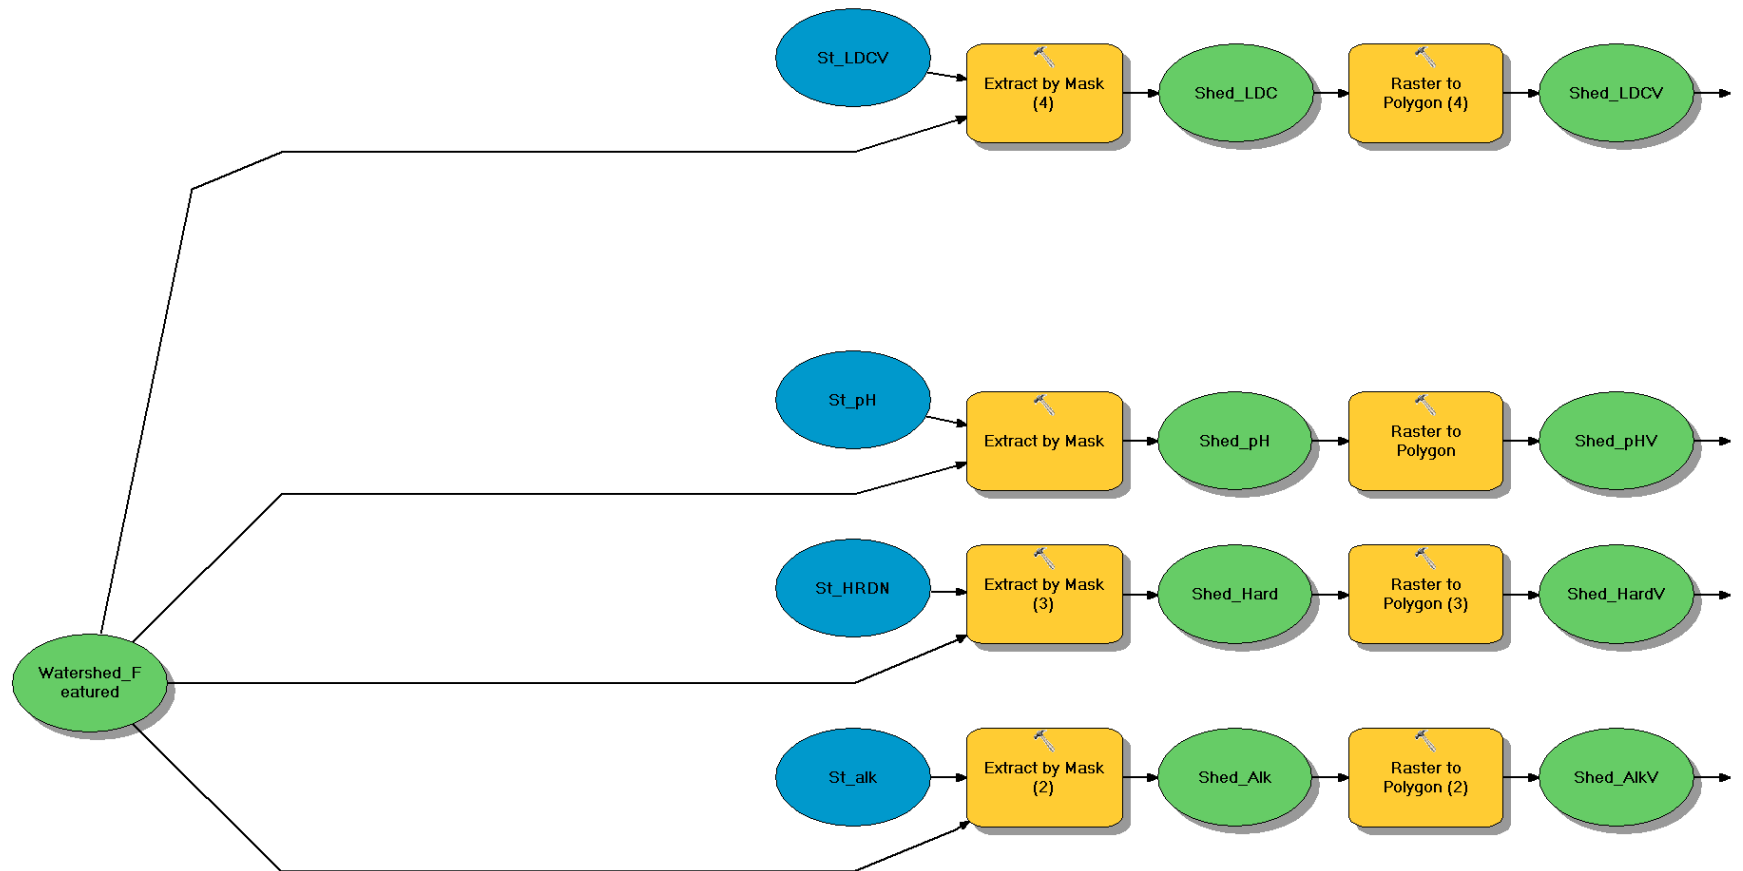 St_LDCV
Extract by Mask
(4)
Shed_LDC
Raster to
Polygon (4)
Shed_LDCV
St_pH
Extract by Mask
Shed_pH
Raster to
Polygon
Shed_pHV
St_HRDN
Extract by Mask
(3)
Shed_Hard
Raster to
Polygon (3)
Shed_HardV
Watershed_F
eatured
St_alk
Extract by Mask
(2)
Shed_Alk
Raster to
Polygon (2)
Shed_AlkV